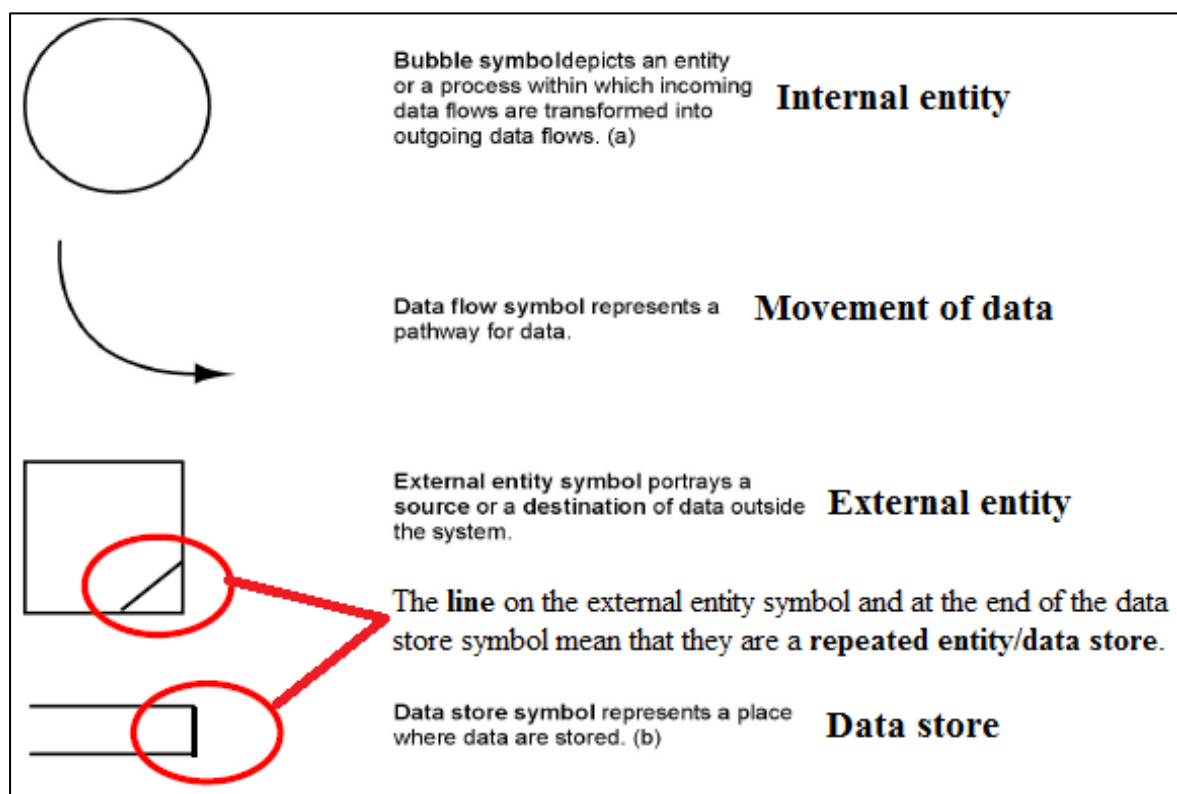 Bubble symboldepicts an entity
or a process within which incoming
data flows are transformed into
outgoing data flows. (a)
Internal entity
Data flow symbol represents a
pathway for data.
Movement of data
External entity symbol portrays a
source or a destination of data outside
the system.
External entity
The line on the external entity symbol and at the end of the data
store symbol mean that they are a repeated entity/data store.
Data store symbol represents a place
where data are stored. (b)
Data store